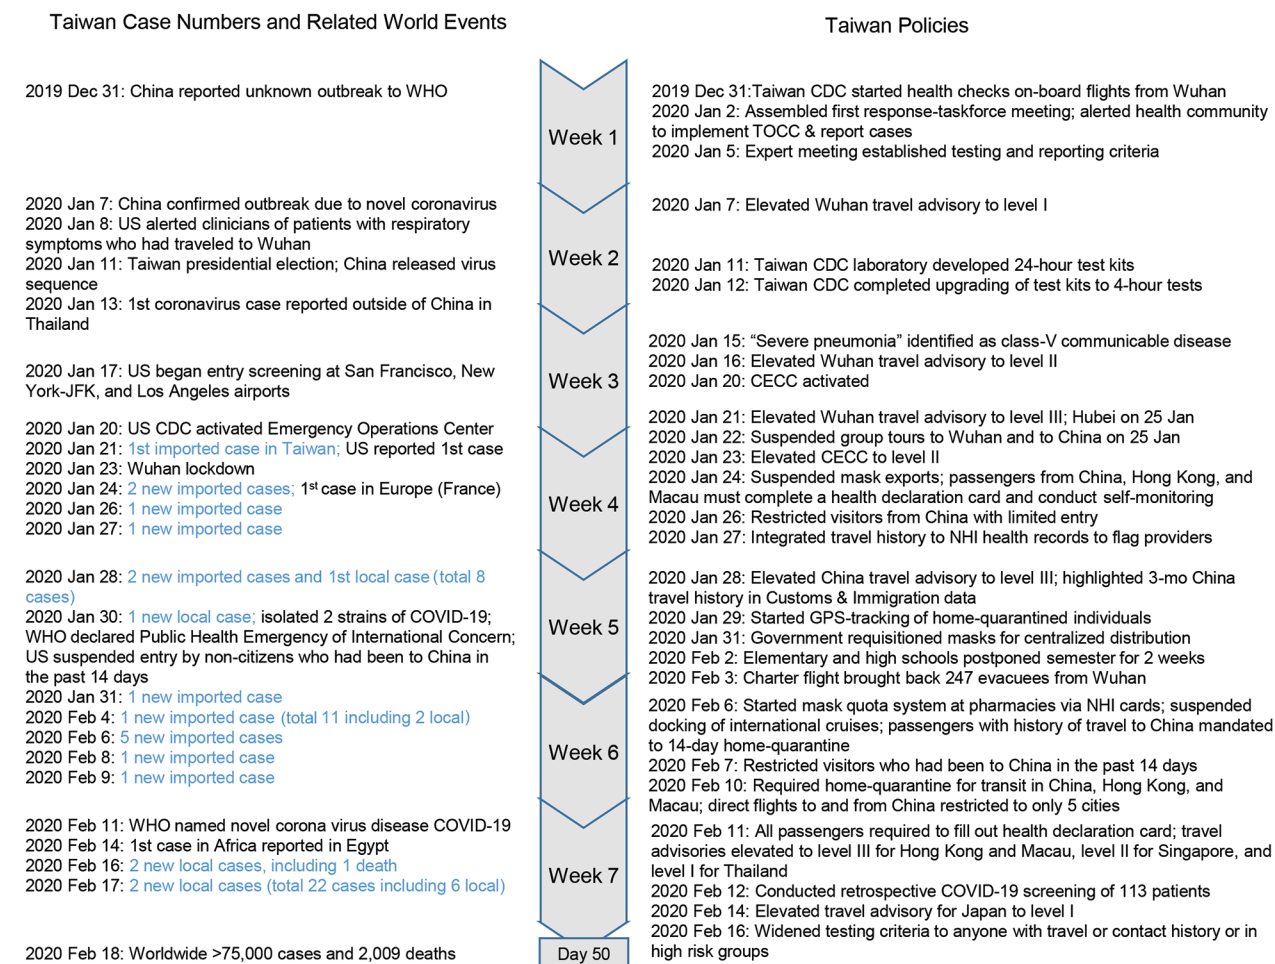 Taiwan Case Numbers and Related World Events
Taiwan Policies
2019 Dec 31: China reported unknown outbreak to WHO
2020 Jan 7: China confirmed outbreak due to novel coronavirus
2020 Jan 8: US alerted clinicians of patients with respiratory
symptoms who had traveled to Wuhan
2020 Jan 11: Taiwan presidential election; China released virus
sequence
2020 Jan 13: 1st coronavirus case reported outside of China in
Thailand
2020 Jan 17: US began entry screening at San Francisco, New
York-JFK, and Los Angeles airports
2020 Jan 20: US CDC activated Emergency Operations Center
2020 Jan 21: 1st imported case in Taiwan; US reported 1st case
2020 Jan 23: Wuhan lockdown
2020 Jan 24: 2 new imported cases; 1st case in Europe (France)
2020 Jan 26: 1 new imported case
2020 Jan 27: 1 new imported case
2020 Jan 28: 2 new imported cases and 1st local case (total 8
cases)
2020 Jan 30: 1 new local case; isolated 2 strains of COVID-19;
WHO declared Public Health Emergency of International Concern;
US suspended entry by non-citizens who had been to China in
the past 14 days
2020 Jan 31: 1 new imported case
2020 Feb 4: 1 new imported case (total 11 including 2 local)
2020 Feb 6: 5 new imported cases
2020 Feb 8: 1 new imported case
2020 Feb 9: 1 new imported case
2020 Feb 11: WHO named novel corona virus disease COVID-19
2020 Feb 14: 1st case in Africa reported in Egypt
2020 Feb 16: 2 new local cases, including 1 death
2020 Feb 17: 2 new local cases (total 22 cases including 6 local)
2020 Feb 18: Worldwide >75,000 cases and 2,009 deaths
Week 1
Week 2
Week 3
Week 4
Week 5
Week 6
Week 7
Day 50
2019 Dec 31:Taiwan CDC started health checks on-board flights from Wuhan
2020 Jan 2: Assembled first response-taskforce meeting; alerted health community
to implement TOCC & report cases
2020 Jan 5: Expert meeting established testing and reporting criteria
2020 Jan 7: Elevated Wuhan travel advisory to level I
2020 Jan 11: Taiwan CDC laboratory developed 24-hour test kits
2020 Jan 12: Taiwan CDC completed upgrading of test kits to 4-hour tests
2020 Jan 15: “Severe pneumonia” identified as class-V communicable disease
2020 Jan 16: Elevated Wuhan travel advisory to level II
2020 Jan 20: CECC activated
2020 Jan 21: Elevated Wuhan travel advisory to level III; Hubei on 25 Jan
2020 Jan 22: Suspended group tours to Wuhan and to China on 25 Jan
2020 Jan 23: Elevated CECC to level II
2020 Jan 24: Suspended mask exports; passengers from China, Hong Kong, and
Macau must complete a health declaration card and conduct self-monitoring
2020 Jan 26: Restricted visitors from China with limited entry
2020 Jan 27: Integrated travel history to NHI health records to flag providers
2020 Jan 28: Elevated China travel advisory to level III; highlighted 3-mo China
travel history in Customs & Immigration data
2020 Jan 29: Started GPS-tracking of home-quarantined individuals
2020 Jan 31: Government requisitioned masks for centralized distribution
2020 Feb 2: Elementary and high schools postponed semester for 2 weeks
2020 Feb 3: Charter flight brought back 247 evacuees from Wuhan
2020 Feb 6: Started mask quota system at pharmacies via NHI cards; suspended
docking of international cruises; passengers with history of travel to China mandated
to 14-day home-quarantine
2020 Feb 7: Restricted visitors who had been to China in the past 14 days
2020 Feb 10: Required home-quarantine for transit in China, Hong Kong, and
Macau; direct flights to and from China restricted to only 5 cities
2020 Feb 11: All passengers required to fill out health declaration card; travel
advisories elevated to level III for Hong Kong and Macau, level II for Singapore, and
level I for Thailand
2020 Feb 12: Conducted retrospective COVID-19 screening of 113 patients
2020 Feb 14: Elevated travel advisory for Japan to level I
2020 Feb 16: Widened testing criteria to anyone with travel or contact history or in
high risk groups